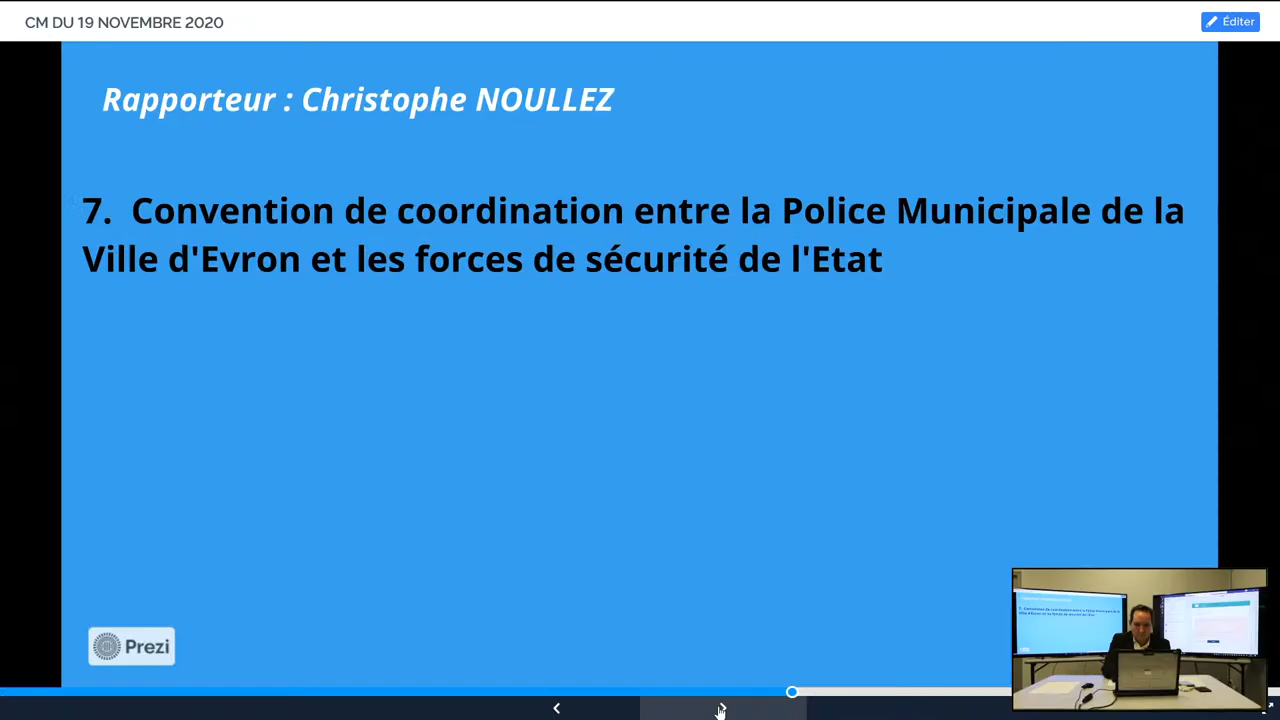 CM DU 19 NOVEMBRE 2020
Éditer
Rapporteur : Christophe NOULLEZ
7. Convention de coordination entre la Police Municipale de la
Ville d'Evron et les forces de sécurité de l'Etat
Prezi